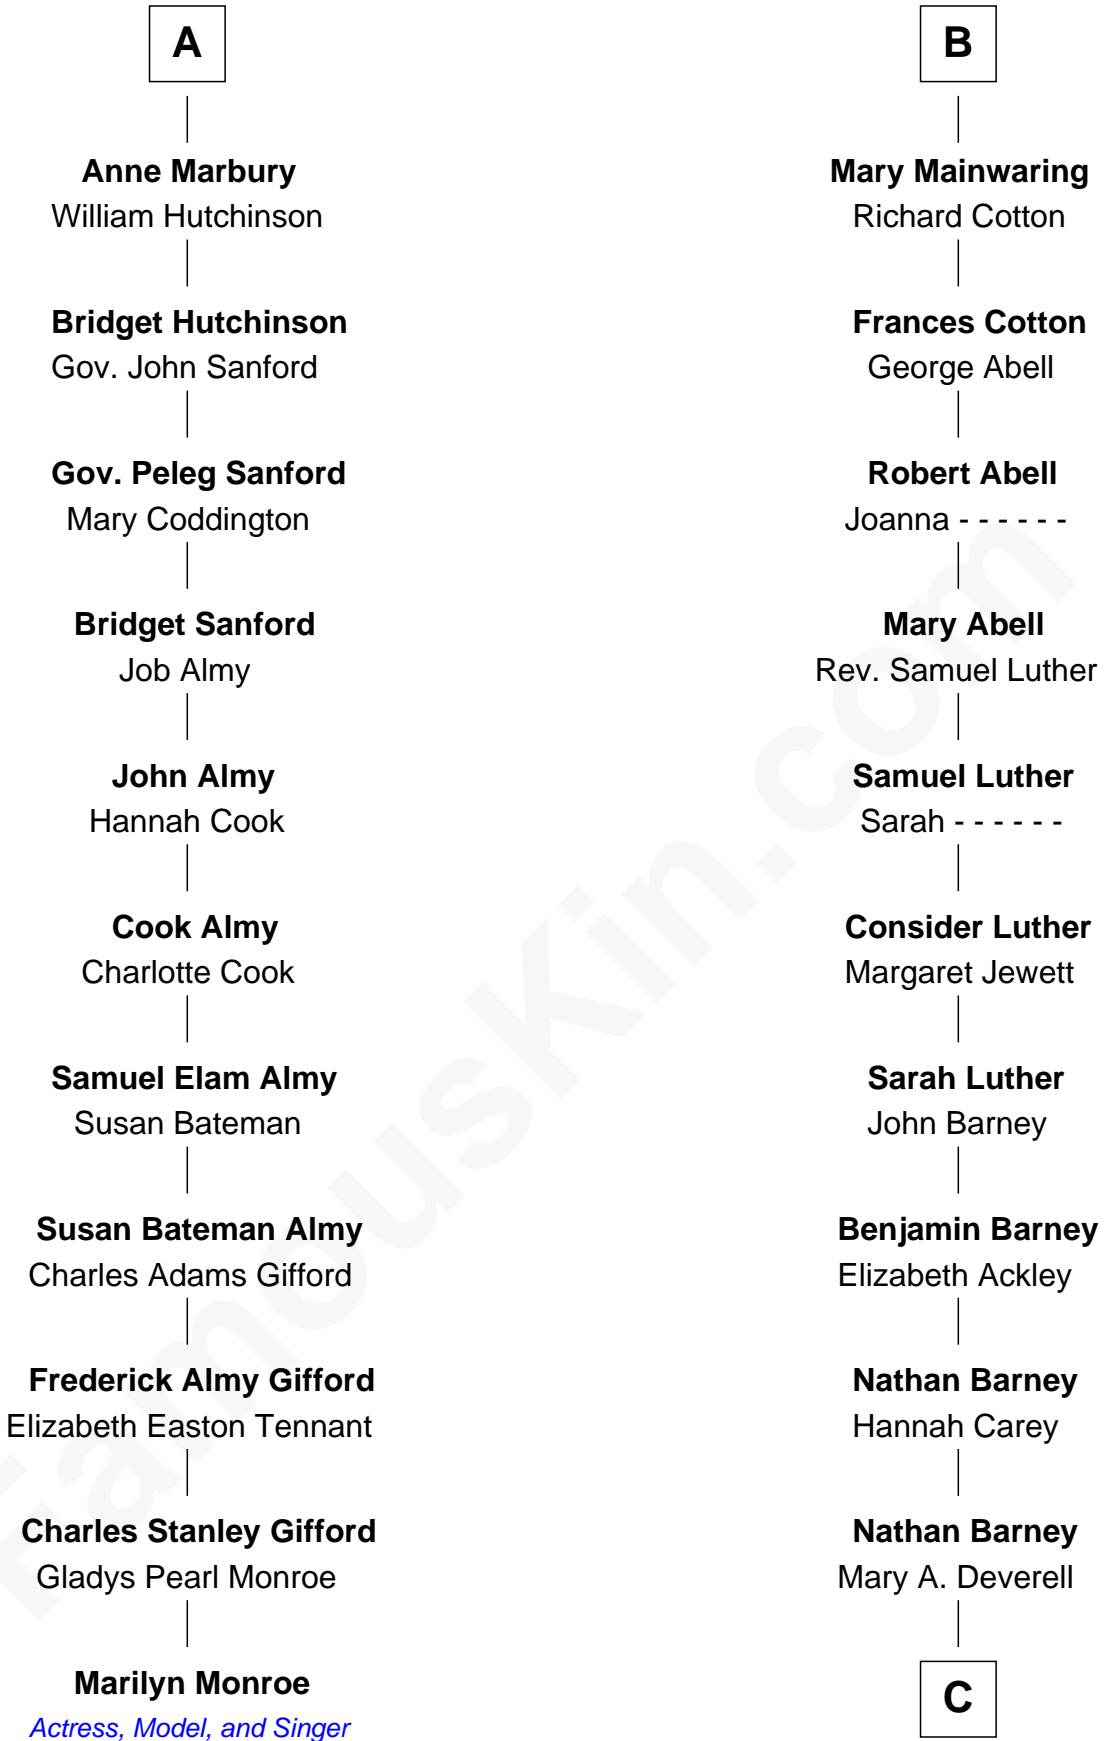 A
Anne Marbury
William Hutchinson
Bridget Hutchinson
Gov. John Sanford
Gov. Peleg Sanford
Mary Coddington
Bridget Sanford
Job Almy
John Almy
Hannah Cook
Cook Almy
Charlotte Cook
Samuel Elam Almy
Susan Bateman
Susan Bateman Almy
Charles Adams Gifford
Frederick Almy Gifford
Elizabeth Easton Tennant
Charles Stanley Gifford
Gladys Pearl Monroe
Marilyn Monroe
Actress, Model, and Singer
B
Mary Mainwaring
Richard Cotton
Frances Cotton
George Abell
Robert Abell
Joanna - - - - - -
Mary Abell
Rev. Samuel Luther
Samuel Luther
Sarah - - - - - -
Consider Luther
Margaret Jewett
Sarah Luther
John Barney
Benjamin Barney
Elizabeth Ackley
Nathan Barney
Hannah Carey
Nathan Barney
Mary A. Deverell
C
FamousKin.com